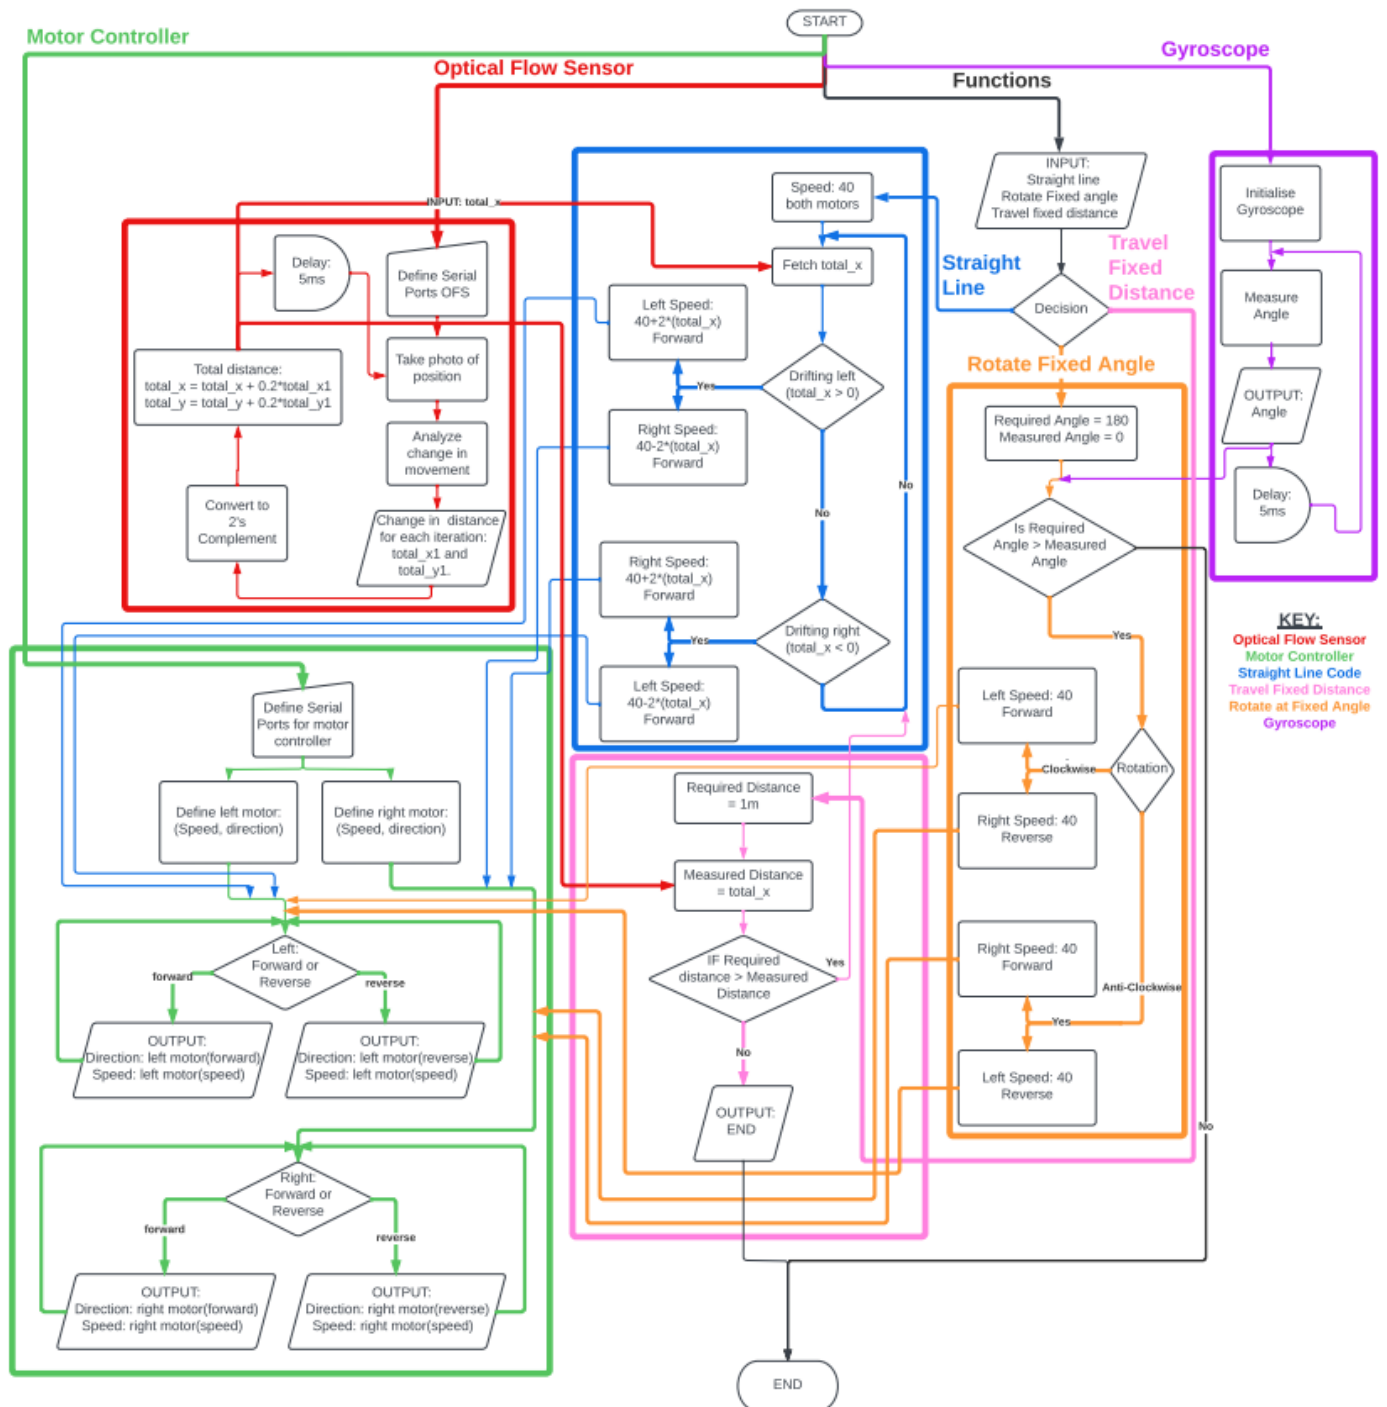 START
Motor Controller
Gyroscope
Optical Flow Sensor
Functions
INPUT:
Straight line
Rotate Fixed angle
Travel fixed distance
Initialise
Gyroscope
Speed: 40
both motors
INPUT: total_x
Delay:
5ms
Define Serial
Ports OFS
Fetch total_x
Straight
Line
Travel
Fixed
Distance
Decision
Measure
Angle
Left Speed:
40+2*(total_x)
Forward
Take photo of
position
Total distance:
total_x = total_x + 0.2*total_x1
total_y = total_y + 0.2*total_y1
Drifting left
(total_x > 0)
Yes
Rotate Fixed Angle
OUTPUT:
Angle
Required Angle = 180
Measured Angle = 0
Right Speed:
40-2*(total_x)
Forward
Analyze
change in
movement
No
No
Delay:
5ms
Convert to
2's
Complement
Change in distance
for each iteration:
total_x1 and
total_y1.
Is Required
Angle > Measured
Angle
Right Speed:
40+2*(total_x)
Forward
Drifting right
(total_x < 0)
Yes
Yes
KEY:
Optical Flow Sensor
Motor Controller
Straight Line Code
Travel Fixed Distance
Rotate at Fixed Angle
Gyroscope
Left Speed:
40-2*(total_x)
Forward
Define Serial
Ports for motor
controller
Left Speed: 40
Forward
Clockwise
Rotation
Define left motor:
(Speed, direction)
Define right motor:
(Speed, direction)
Required Distance
= 1m
Right Speed: 40
Reverse
Measured Distance
= total_x
Left:
Forward or
Reverse
forward
reverse
IF Required
distance > Measured
Distance
Yes
Right Speed: 40
Forward
Anti-Clockwise
Yes
OUTPUT:
Direction: left motor(forward)
Speed: left motor(speed)
OUTPUT:
Direction: left motor(reverse)
Speed: left motor(speed)
No
Left Speed: 40
Reverse
OUTPUT:
END
No
Right:
Forward or
Reverse
forward
reverse
OUTPUT:
Direction: right motor(forward)
Speed: right motor(speed)
OUTPUT:
Direction: right motor(reverse)
Speed: right motor(speed)
END